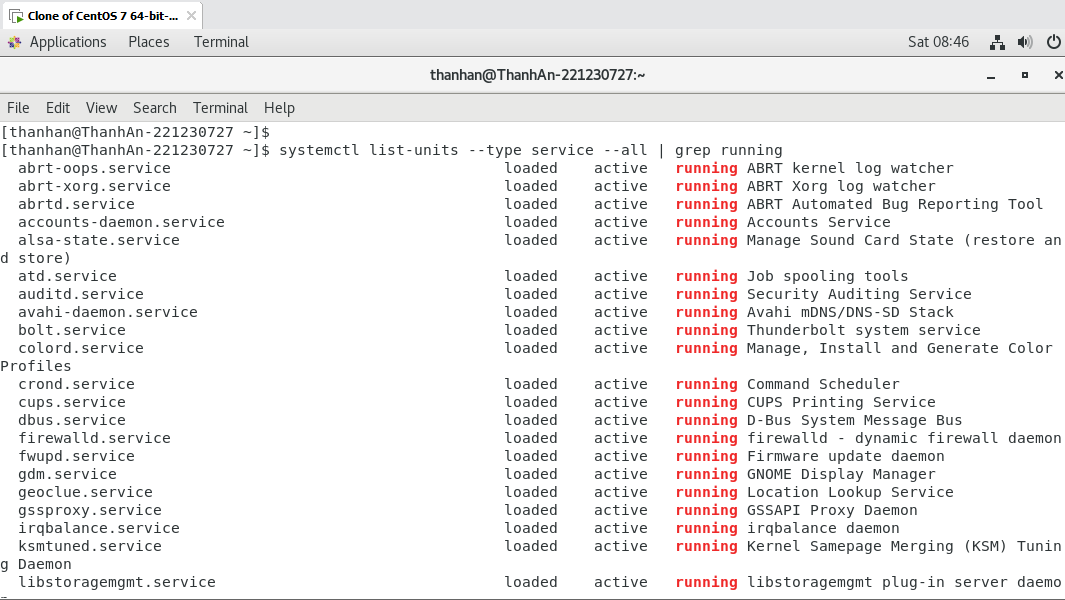 Clone of CentOS 7 64-bit-...
Applications Places Terminal Sat 08:46
thanhan@ThanhAn-221230727:~
File Edit View Search Terminal Help
[thanhan@ThanhAn-221230727 ~]$
[thanhan@ThanhAn-221230727 ~]$ systemctl list-units --type service --all | grep running
abrt-oops.service loaded active running ABRT kernel log watcher
abrt-xorg.service loaded active running ABRT Xorg log watcher
abrtd.service loaded active running ABRT Automated Bug Reporting Tool
accounts-daemon.service loaded active running Accounts Service
alsa-state.service loaded active running Manage Sound Card State (restore an
d store)
atd.service loaded active running Job spooling tools
auditd.service loaded active running Security Auditing Service
avahi-daemon.service loaded active running Avahi mDNS/DNS-SD Stack
bolt.service loaded active running Thunderbolt system service
colord.service loaded active running Manage, Install and Generate Color
Profiles
crond.service loaded active running Command Scheduler
cups.service loaded active running CUPS Printing Service
dbus.service loaded active running D-Bus System Message Bus
firewalld.service loaded active running firewalld - dynamic firewall daemon
fwupd.service loaded active running Firmware update daemon
gdm.service loaded active running GNOME Display Manager
geoclue.service loaded active running Location Lookup Service
gssproxy.service loaded active running GSSAPI Proxy Daemon
irqbalance.service loaded active running irqbalance daemon
ksmtuned.service loaded active running Kernel Samepage Merging (KSM) Tunin
g Daemon
libstoragemgmt.service loaded active running libstoragemgmt plug-in server daemo